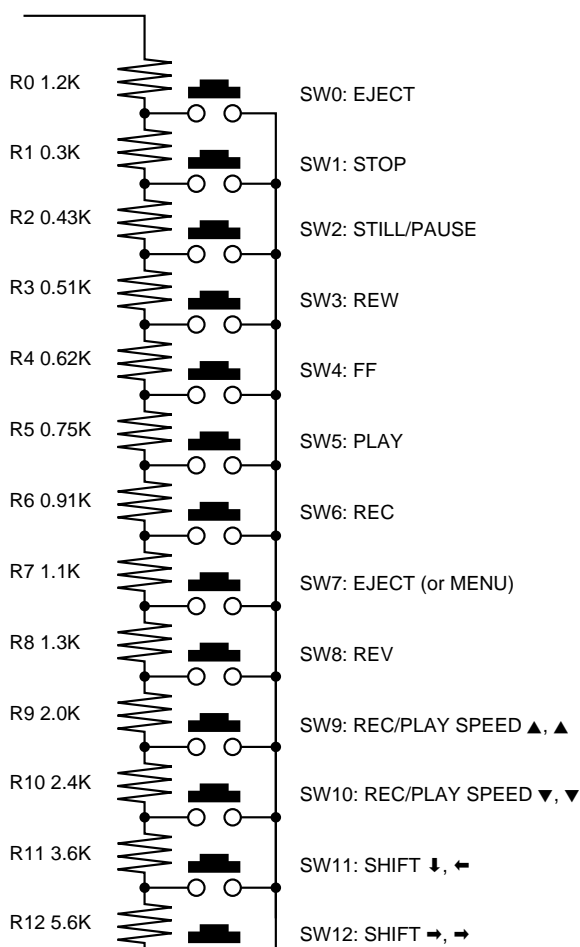 R0 1.2K
SW0: EJECT
R1 0.3K
SW1: STOP
R2 0.43K
SW2: STILL/PAUSE
R3 0.51K
SW3: REW
R4 0.62K
SW4: FF
R5 0.75K
SW5: PLAY
R6 0.91K
SW6: REC
R7 1.1K
SW7: EJECT (or MENU)
R8 1.3K
SW8: REV
R9 2.0K
SW9: REC/PLAY SPEED ▲, ▲
R10 2.4K
SW10: REC/PLAY SPEED ▼, ▼
R11 3.6K
SW11: SHIFT ⬇, ⬅
R12 5.6K
SW12: SHIFT ➡, ➡